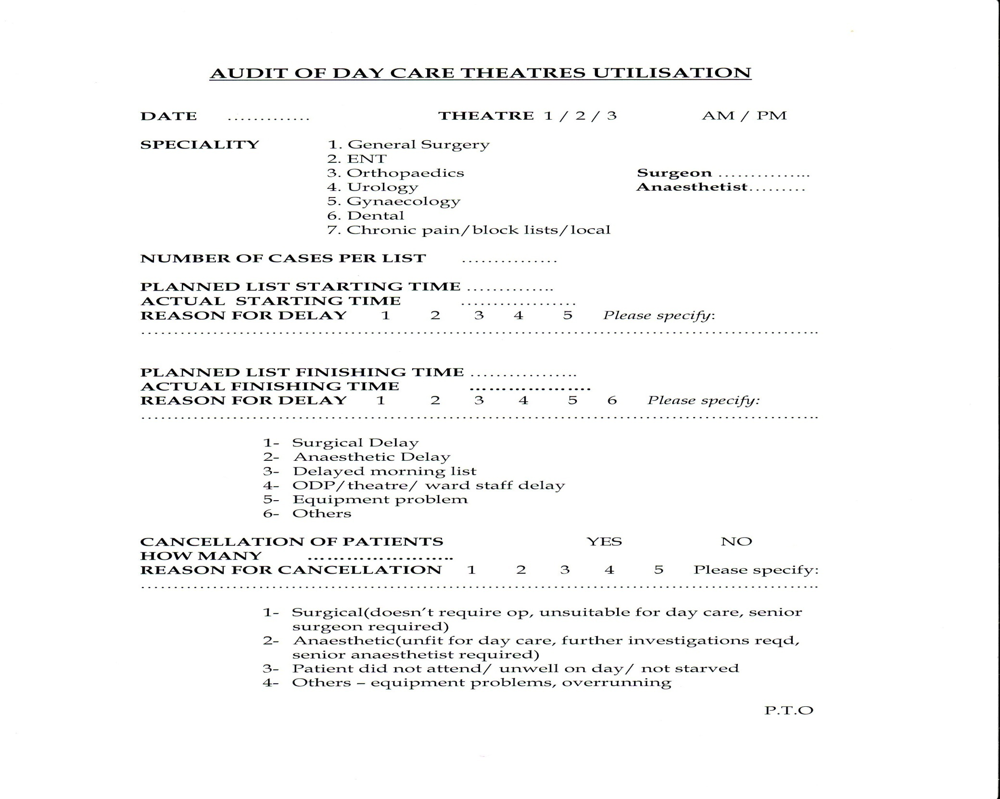 AUDIT OF DAY CARE THEATRES UTILISATION
DATE ............. THEATRE 1 / 2 / 3 AM / PM
SPECIALITY 1. General Surgery
2. ENT
3. Orthopaedics Surgeon ...............
4. Urology Anaesthetist.........
5. Gynaecology
6. Dental
7. Chronic pain/block lists/local
NUMBER OF CASES PER LIST ...............
PLANNED LIST STARTING TIME ..............
ACTUAL STARTING TIME ..................
REASON FOR DELAY 1 2 3 4 5 Please specify:
..........................................................................................................
PLANNED LIST FINISHING TIME .................
ACTUAL FINISHING TIME ...................
REASON FOR DELAY 1 2 3 4 5 6 Please specify:
..........................................................................................................
1- Surgical Delay
2- Anaesthetic Delay
3- Delayed morning list
4- ODP/theatre/ ward staff delay
5- Equipment problem
6- Others
CANCELLATION OF PATIENTS YES NO
HOW MANY .......................
REASON FOR CANCELLATION 1 2 3 4 5 Please specify:
..........................................................................................................
1- Surgical(doesn't require op, unsuitable for day care, senior
surgeon required)
2- Anaesthetic(unfit for day care, further investigations reqd,
senior anaesthetist required)
3- Patient did not attend/ unwell on day/ not starved
4- Others – equipment problems, overrunning
P.T.O